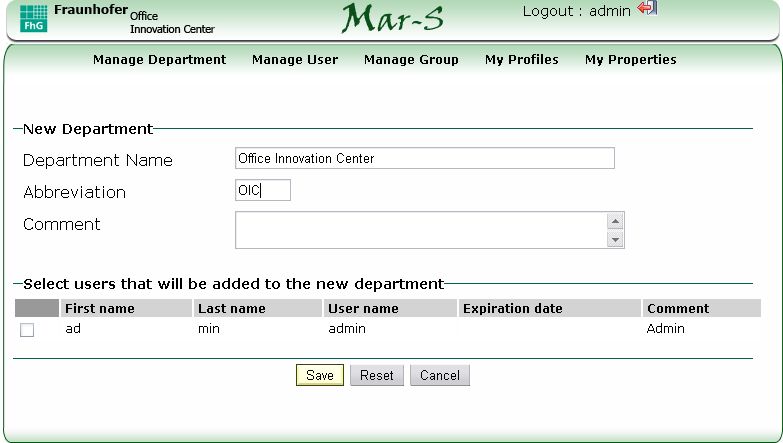 Fraunhofer Office
Innovation Center
FhG
Mar-S
Logout : admin
Manage Department Manage User Manage Group My Profiles My Properties
New Department
Department Name Office Innovation Center
Abbreviation OIC
Comment
Select users that will be added to the new department
First name Last name User name Expiration date Comment
ad min admin Admin
Save Reset Cancel